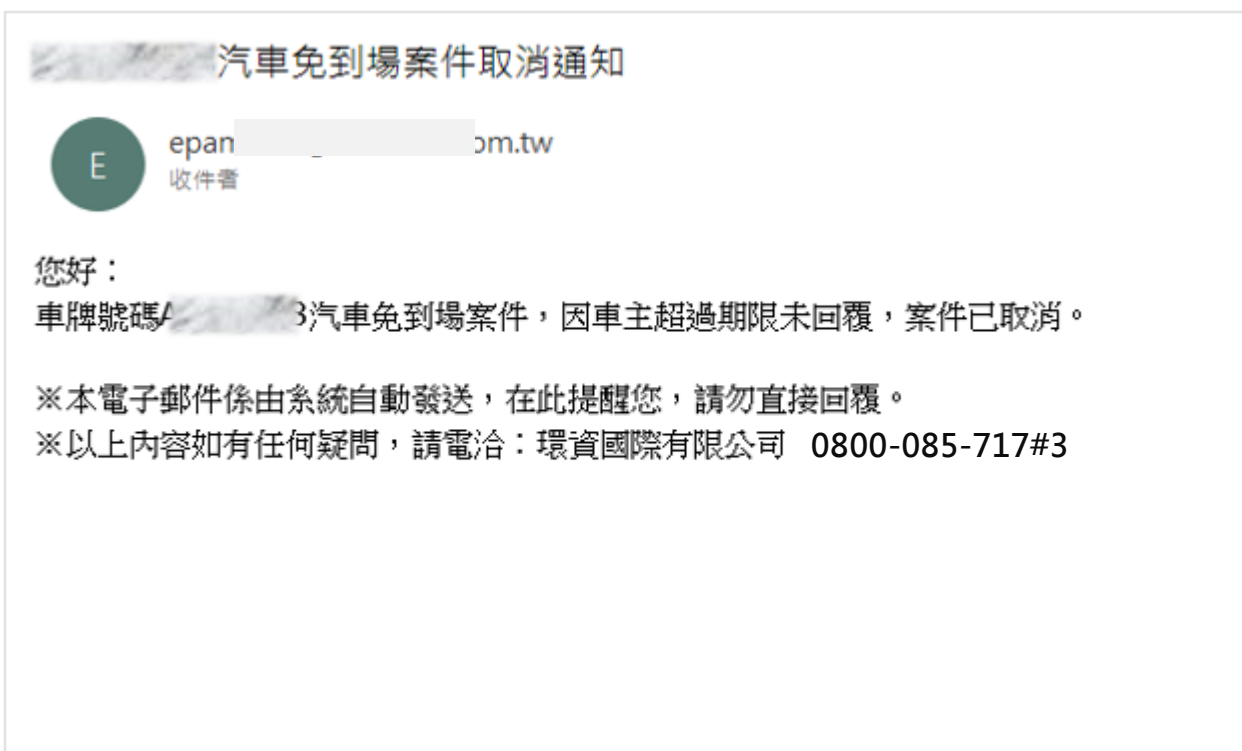 汽車免到場案件取消通知
E
epam om.tw
收件者
您好：
車牌號碼A 3汽車免到場案件，因車主超過期限未回覆，案件已取消。
※本電子郵件係由系統自動發送，在此提醒您，請勿直接回覆。
※以上內容如有任何疑問，請電洽：環資國際有限公司 0800-085-717#3